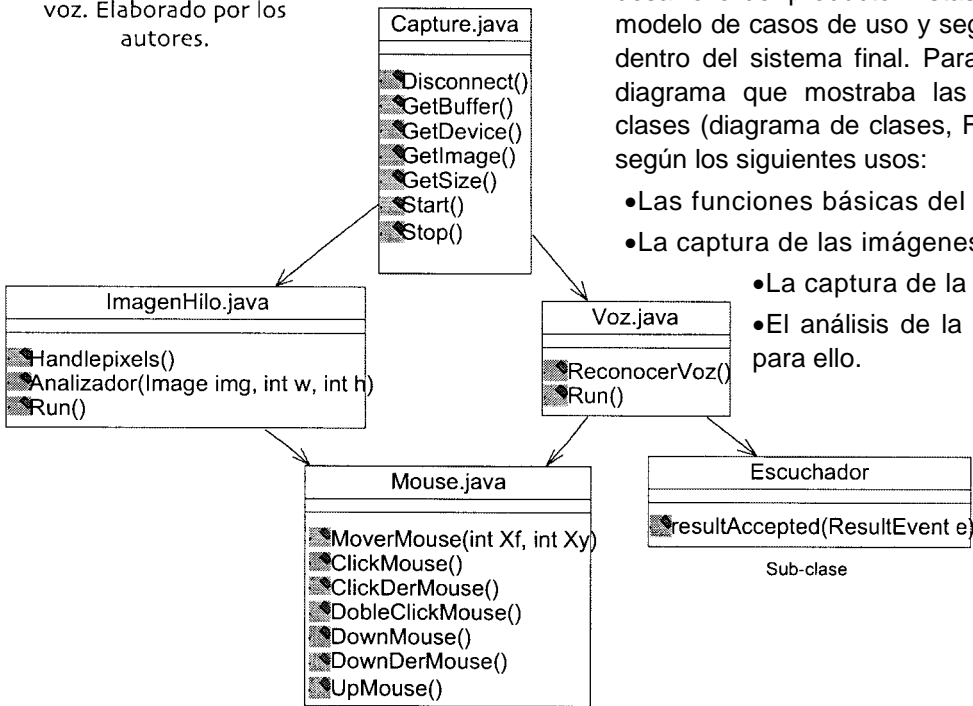 voz. Elaborado por los
autores.
modelo de casos de uso y
dentro del sistema final.
diagrama que mostraba las
clases (diagrama de clases,
según los siguientes usos:
•Las funciones básicas del
•La captura de las
•La captura de la
•El análisis de la
para ello.
Capture.java
Disconnect()
GetBuffer()
GetDevice()
GetImage()
GetSize()
Start()
Stop()
ImagenHilo.java
Handlepixels()
Analizador(Image img, int w, int h)
Run()
Voz.java
ReconocerVoz()
Run()
Mouse.java
MoverMouse(int Xf, int Xy)
ClickMouse()
ClickDerMouse()
DobleClickMouse()
DownMouse()
DownDerMouse()
UpMouse()
Escuchador
resultAccepted(ResultEvent e)
Sub-clase